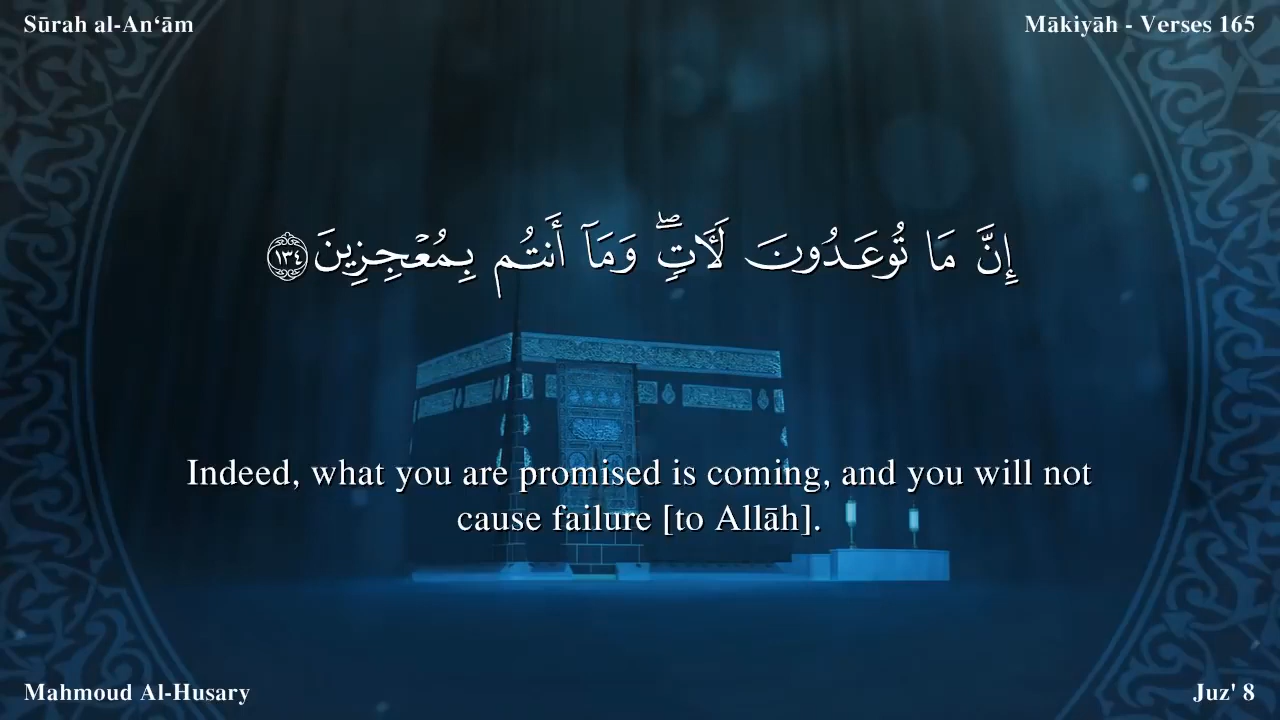 Sūrah al-An‘ām
Mākiyāh - Verses 165
إِنَّ مَا تُوعَدُونَ لَأٓتٍۖ وَمَآ أَنتُم بِمُعۡجِزِينَ ١٣٤
Indeed, what you are promised is coming, and you will not
cause failure [to Allāh].
Mahmoud Al-Husary
Juz' 8